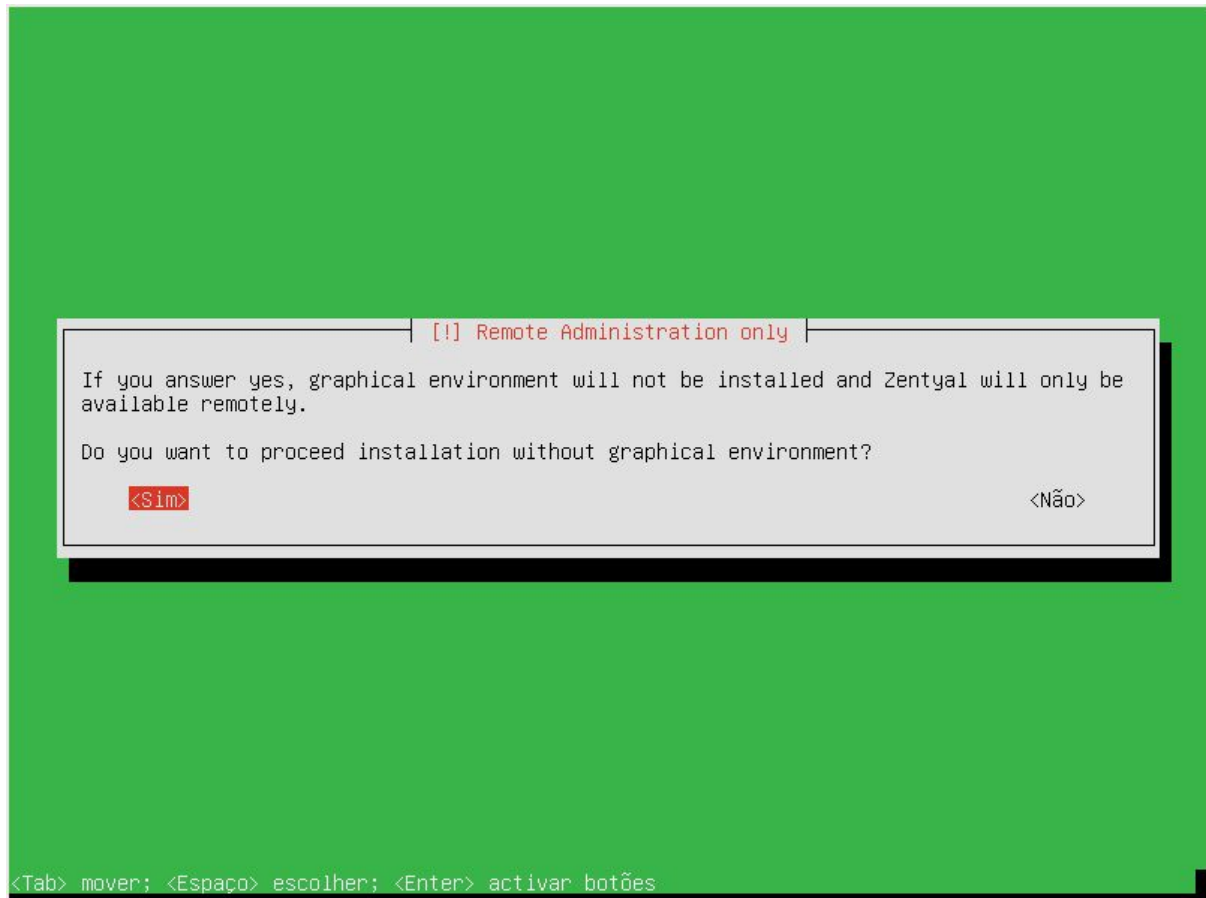 [!] Remote Administration only
If you answer yes, graphical environment will not be installed and Zentyal will only be
available remotely.
Do you want to proceed installation without graphical environment?
<Sim> <Não>
<Tab> mover; <Espaço> escolher; <Enter> activar botões